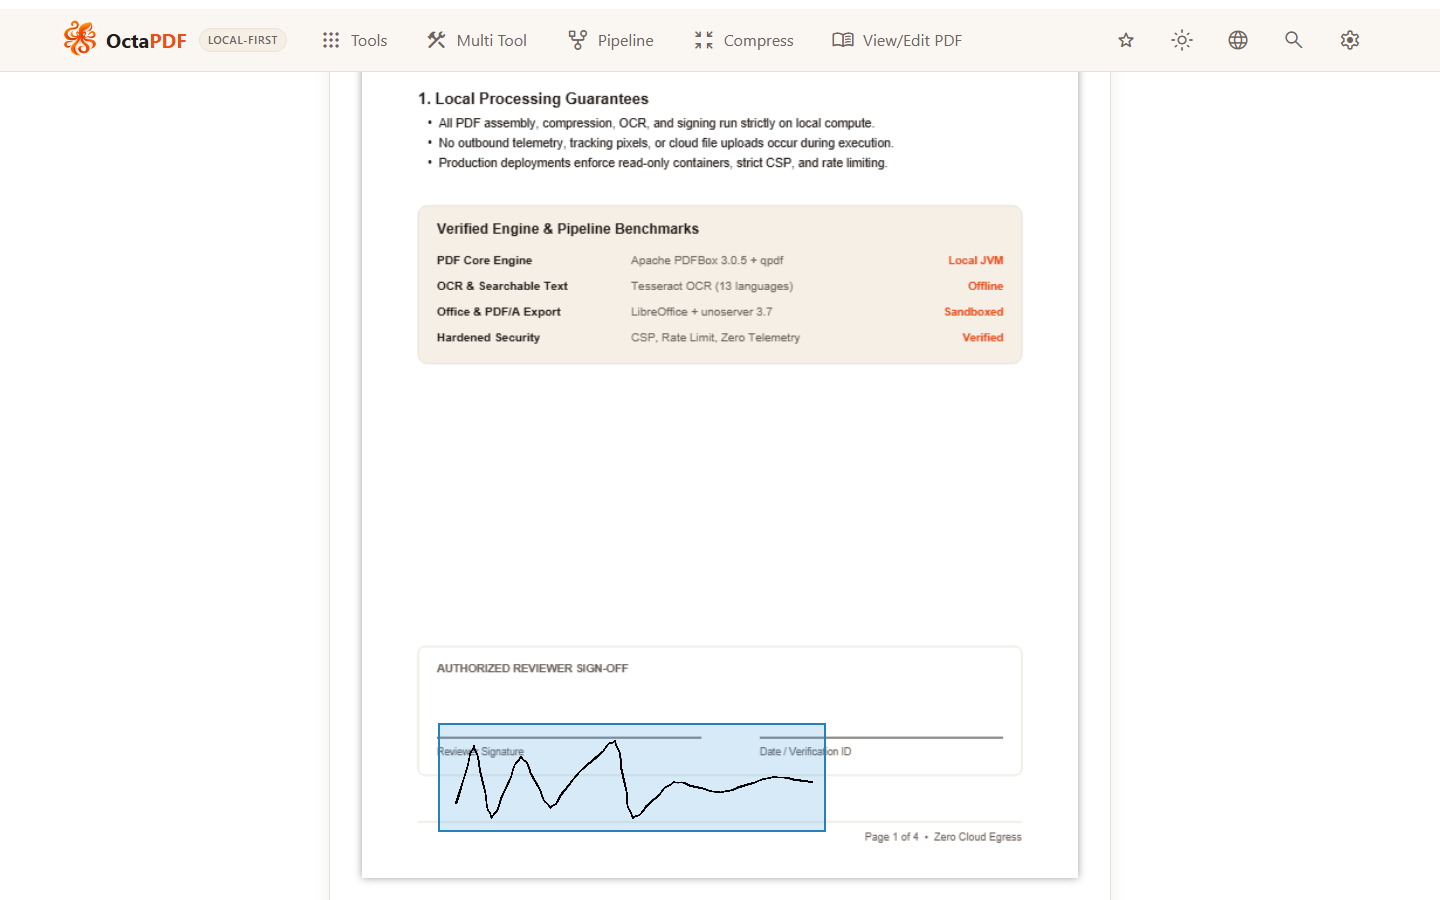 OctaPDF LOCAL-FIRST Tools Multi Tool Pipeline Compress View/Edit PDF
1. Local Processing Guarantees
• All PDF assembly, compression, OCR, and signing run strictly on local compute.
• No outbound telemetry, tracking pixels, or cloud file uploads occur during execution.
• Production deployments enforce read-only containers, strict CSP, and rate limiting.
Verified Engine & Pipeline Benchmarks
PDF Core Engine Apache PDFBox 3.0.5 + qpdf Local JVM
OCR & Searchable Text Tesseract OCR (13 languages) Offline
Office & PDF/A Export LibreOffice + unoserver 3.7 Sandboxed
Hardened Security CSP, Rate Limit, Zero Telemetry Verified
AUTHORIZED REVIEWER SIGN-OFF
Reviewer Signature Date / Verification ID
Page 1 of 4 • Zero Cloud Egress